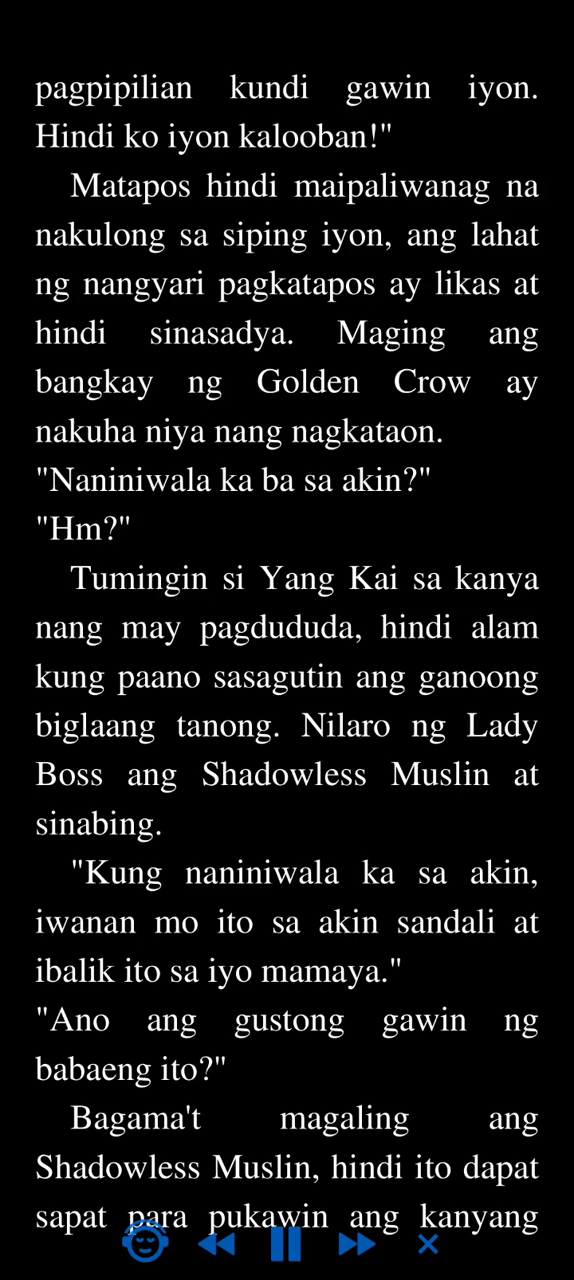 pagpipilian kundi gawin iyon.
Hindi ko iyon kalooban!"
Matapos hindi maipaliwanag na
nakulong sa siping iyon, ang lahat
ng nangyari pagkatapos ay likas at
hindi sinasadya. Maging ang
bangkay ng Golden Crow ay
nakuha niya nang nagkataon.
"Naniniwala ka ba sa akin?"
"Hm?"
Tumingin si Yang Kai sa kanya
nang may pagdududa, hindi alam
kung paano sasagutin ang ganoong
biglaang tanong. Nilaro ng Lady
Boss ang Shadowless Muslin at
sinabing.
"Kung naniniwala ka sa akin,
iwanan mo ito sa akin sandali at
ibalik ito sa iyo mamaya."
"Ano ang gustong gawin ng
babaeng ito?"
Bagama't magaling ang
Shadowless Muslin, hindi ito dapat
sapat para pukawin ang kanyang